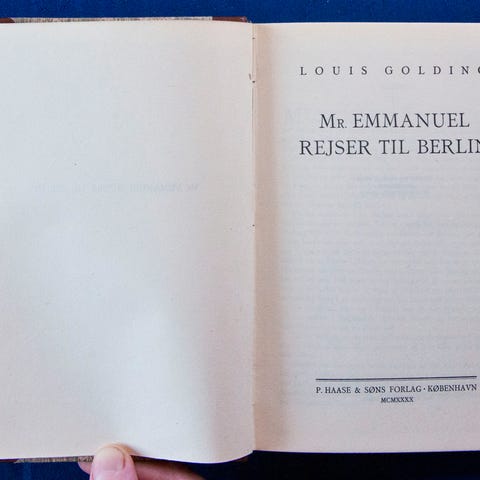 LOUIS GOLDING
MR. EMMANUEL
REJSER TIL BERLIN
P. HAASE & SØNS FORLAG · KØBENHAVN
MCMXXXX